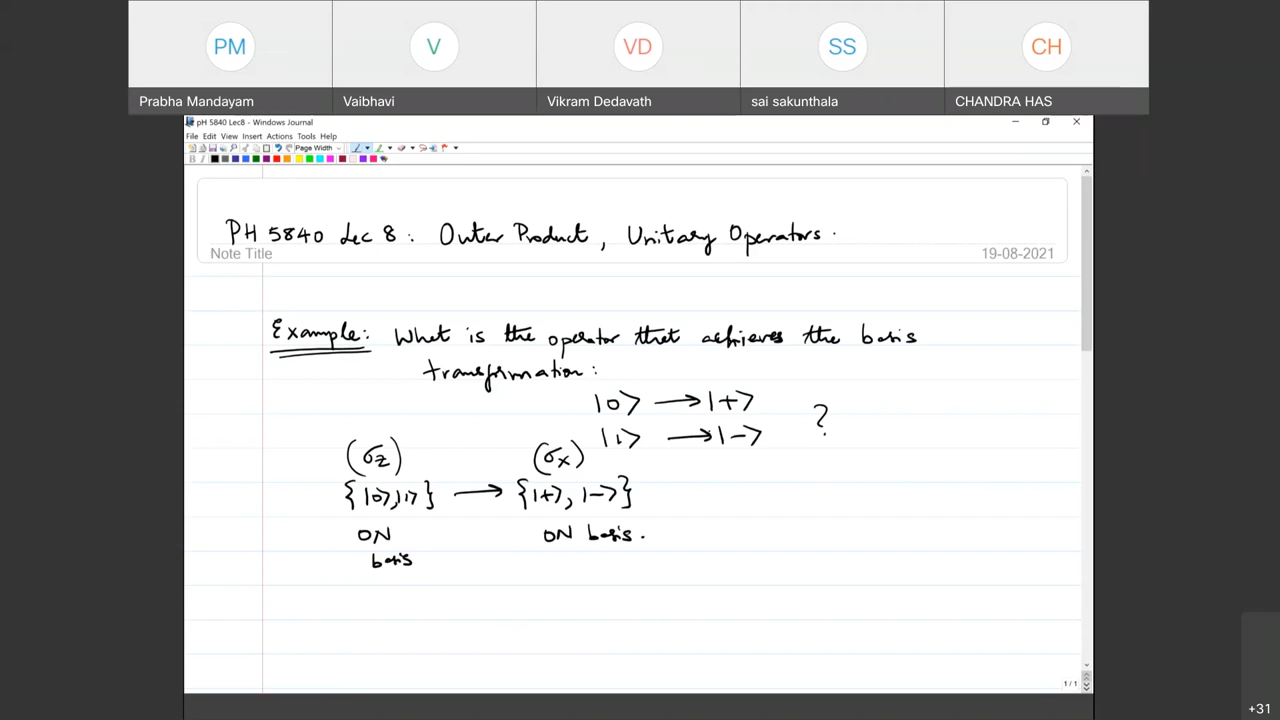 PM V VD SS CH
Prabha Mandayam Vaibhavi Vikram Dedavath sai sakunthala CHANDRA HAS
pH 5840 Lec8 - Windows Journal
File Edit View Insert Actions Tools Help
Page Width
B I
PH 5840 Lec 8: Outer Product, Unitary Operators.
Note Title 19-08-2021
Example: What is the operator that achieves the basis
transformation:
|0> → |+>
|1> → |-> ?
(σz) (σx)
{|0>,|1>} → {|+>, |->}
ON ON basis.
basis
1 / 1
+31